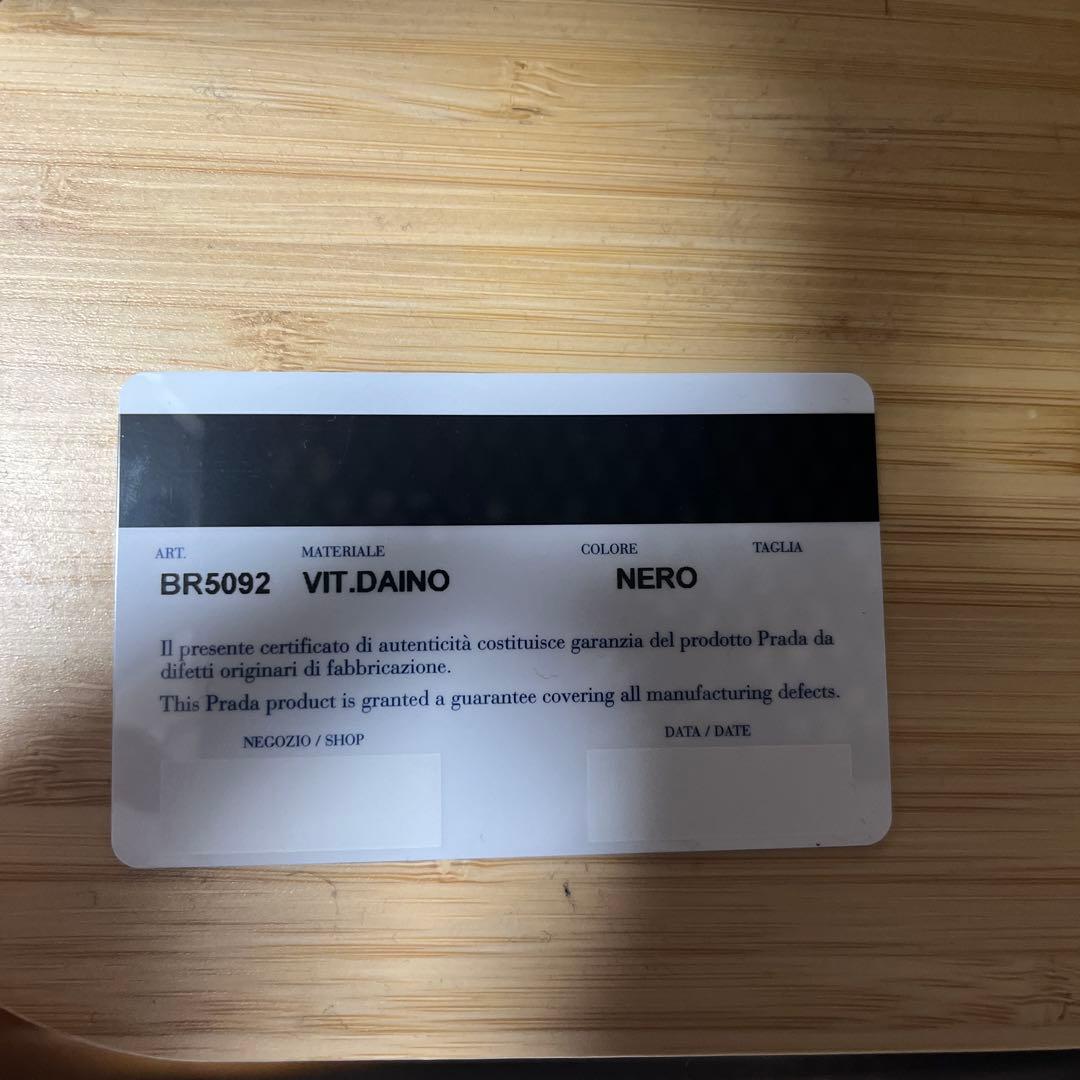 ART. MATERIALE COLORE TAGLIA
BR5092 VIT.DAINO NERO
Il presente certificato di autenticità costituisce garanzia del prodotto Prada da
difetti originari di fabbricazione.
This Prada product is granted a guarantee covering all manufacturing defects.
NEGOZIO / SHOP DATA / DATE